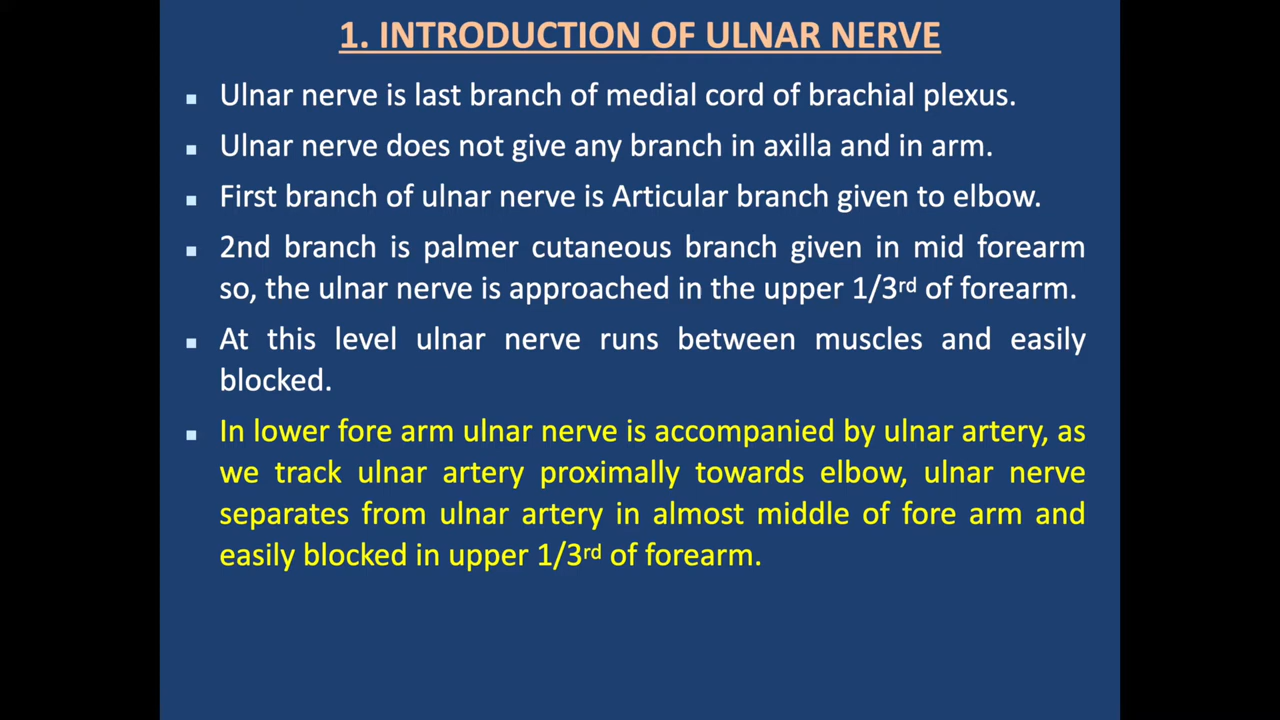 1. INTRODUCTION OF ULNAR NERVE
▪ Ulnar nerve is last branch of medial cord of brachial plexus.
▪ Ulnar nerve does not give any branch in axilla and in arm.
▪ First branch of ulnar nerve is Articular branch given to elbow.
▪ 2nd branch is palmer cutaneous branch given in mid forearm
so, the ulnar nerve is approached in the upper 1/3rd of forearm.
▪ At this level ulnar nerve runs between muscles and easily
blocked.
▪ In lower fore arm ulnar nerve is accompanied by ulnar artery, as
we track ulnar artery proximally towards elbow, ulnar nerve
separates from ulnar artery in almost middle of fore arm and
easily blocked in upper 1/3rd of forearm.